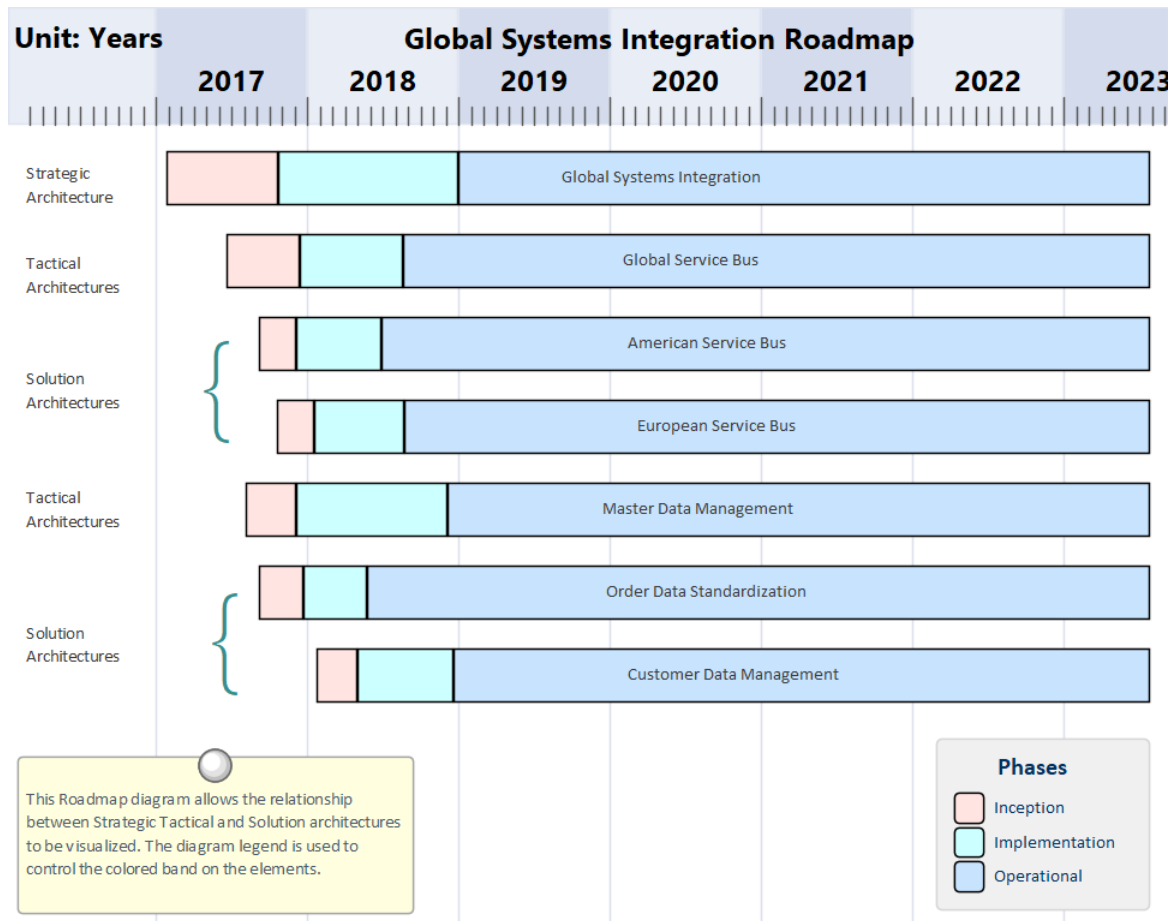 Unit: Years
Global Systems Integration Roadmap
2017 2018 2019 2020 2021 2022 2023
Strategic
Architecture
Global Systems Integration
Tactical
Architectures
Global Service Bus
American Service Bus
Solution
Architectures
European Service Bus
Tactical
Architectures
Master Data Management
Order Data Standardization
Solution
Architectures
Customer Data Management
This Roadmap diagram allows the relationship
between Strategic Tactical and Solution architectures
to be visualized. The diagram legend is used to
control the colored band on the elements.
Phases
Inception
Implementation
Operational